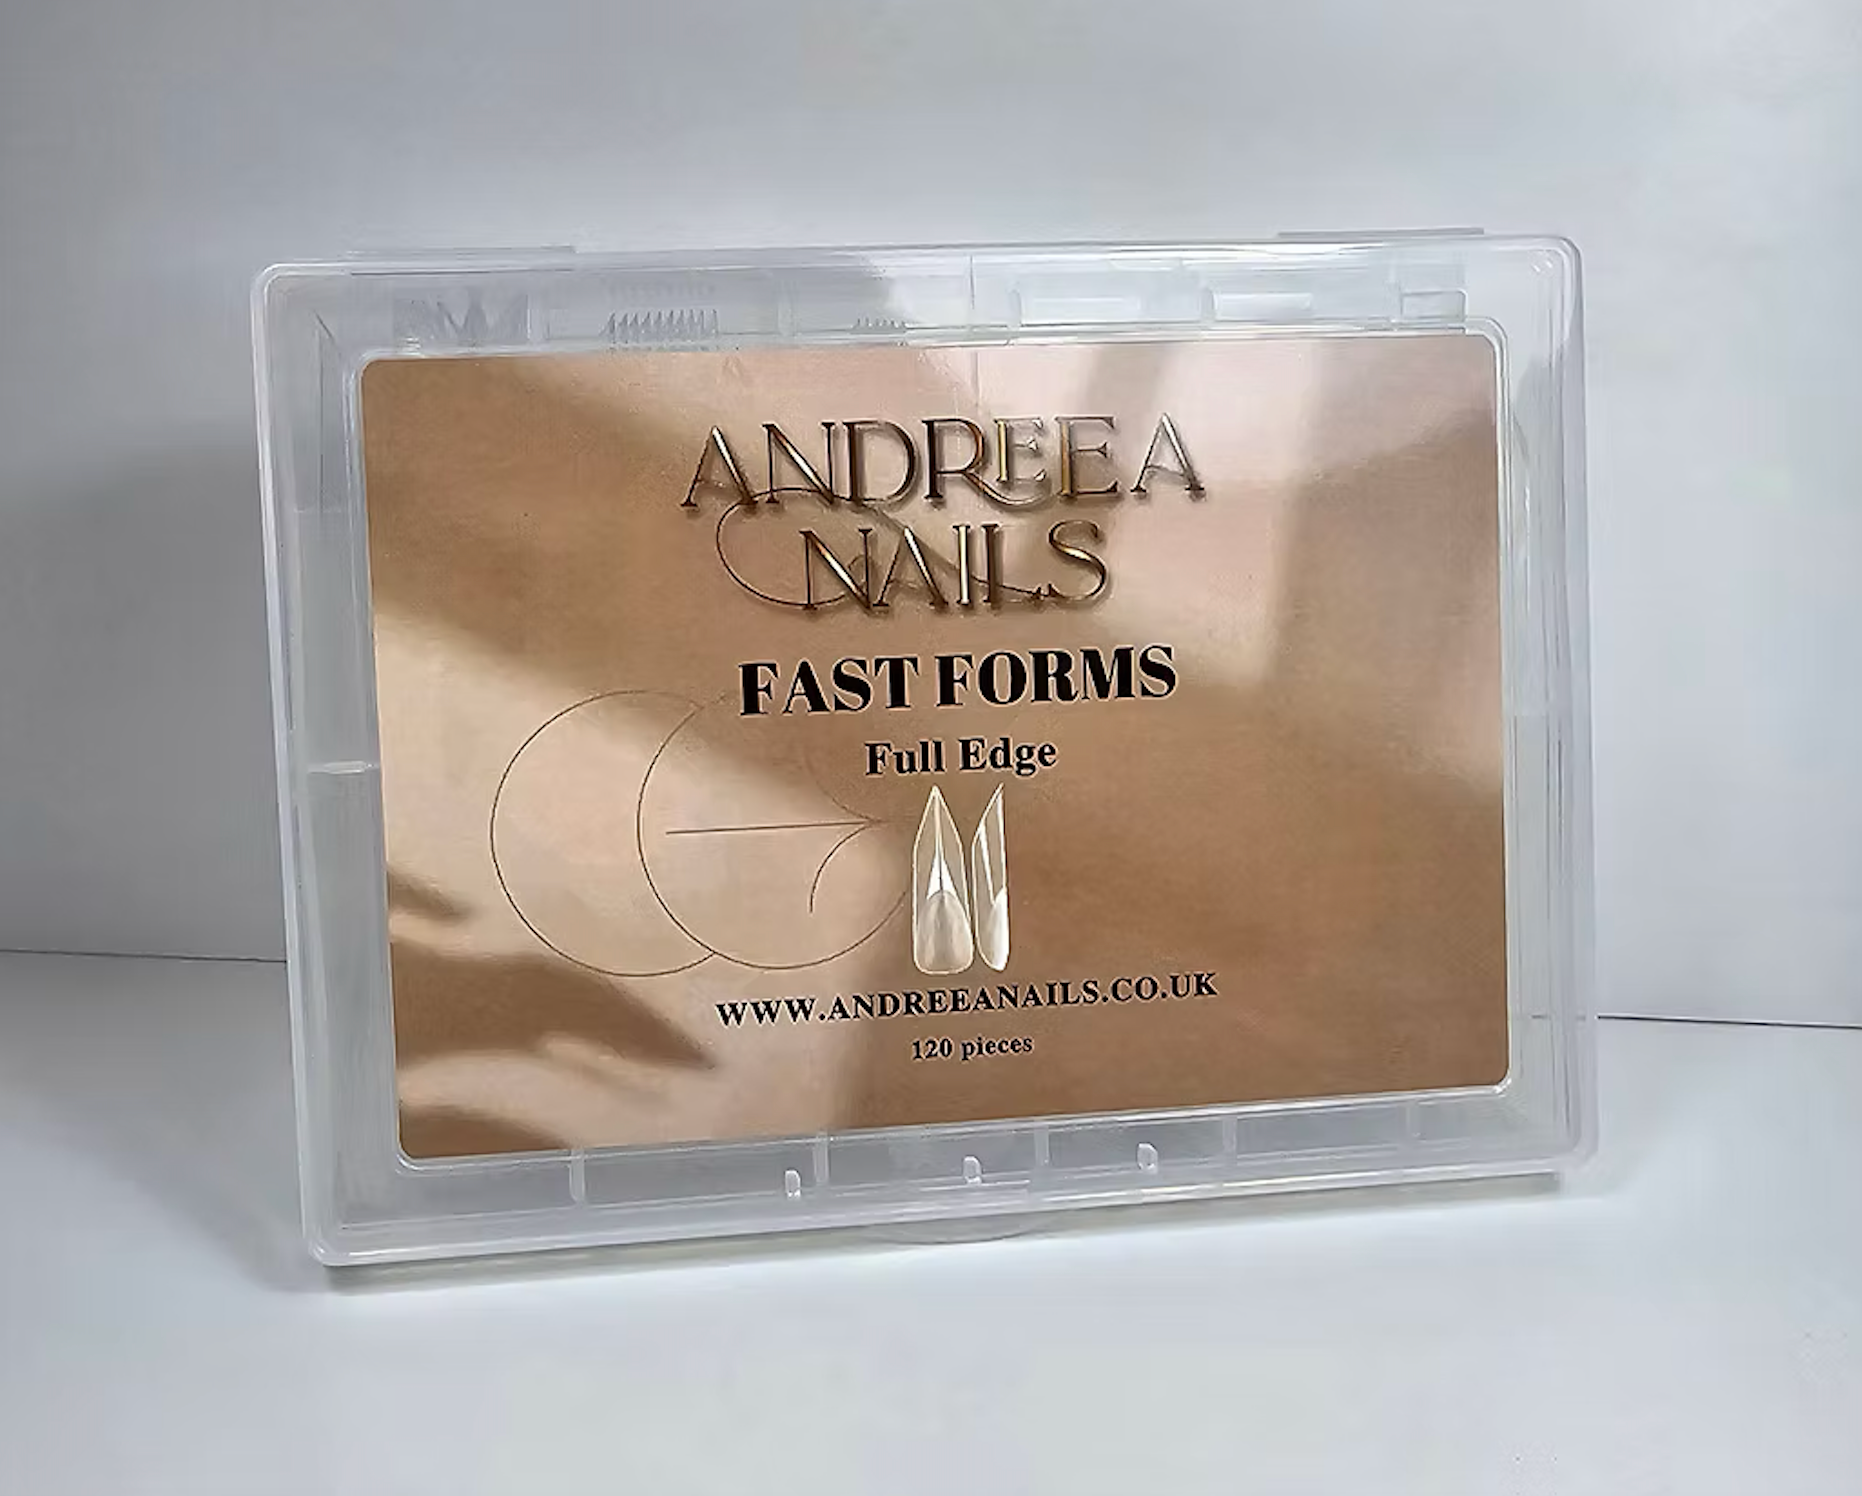 ANDREEA
NAILS
FAST FORMS
Full Edge
WWW.ANDREEANAILS.CO.UK
120 pieces